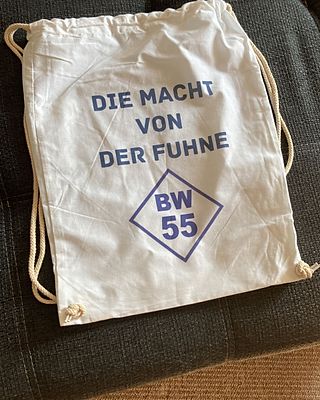 DIE MACHT
VON
DER FUHNE
BW
55